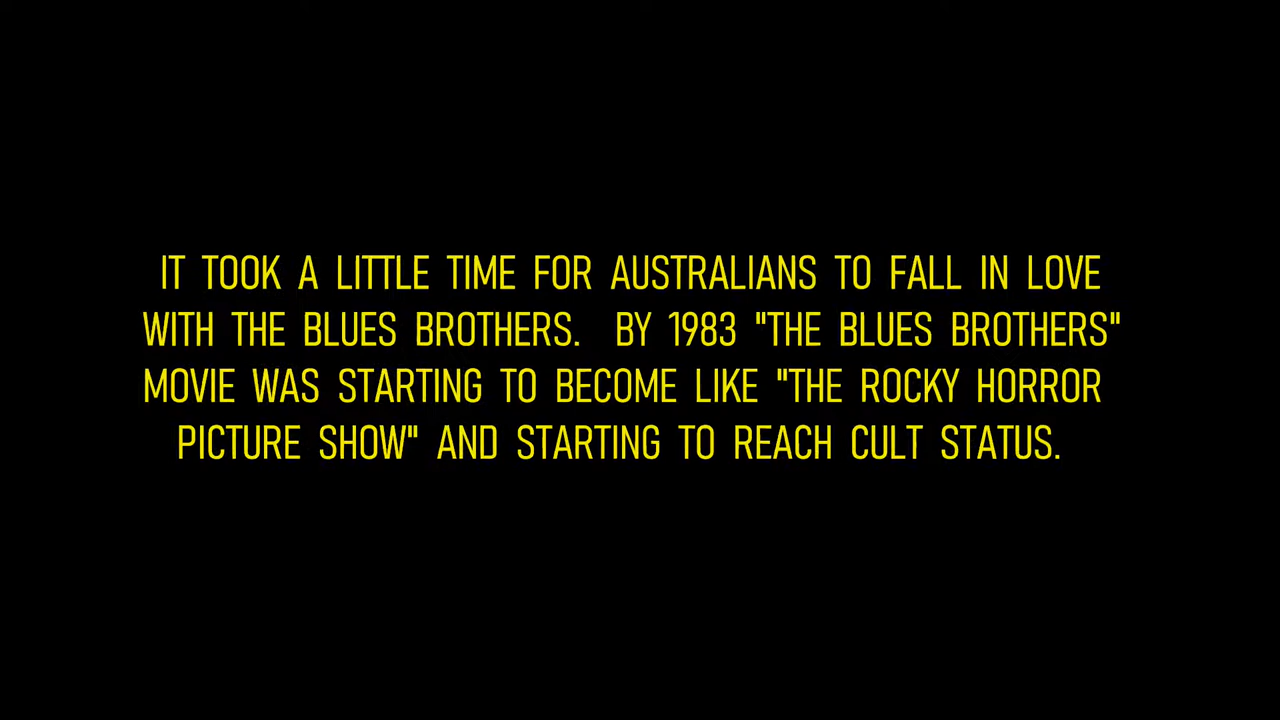 IT TOOK A LITTLE TIME FOR AUSTRALIANS TO FALL IN LOVE
WITH THE BLUES BROTHERS.  BY 1983 "THE BLUES BROTHERS"
MOVIE WAS STARTING TO BECOME LIKE "THE ROCKY HORROR
PICTURE SHOW" AND STARTING TO REACH CULT STATUS.